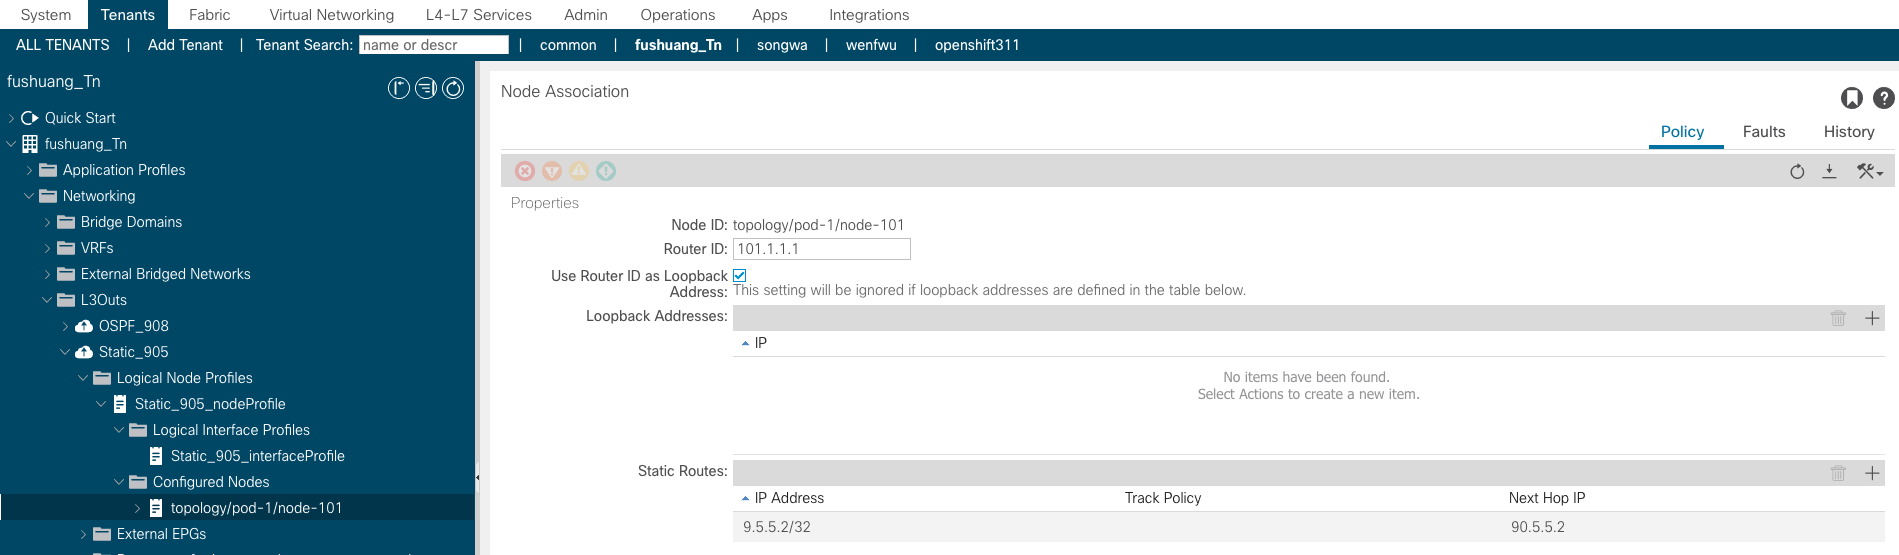 System Tenants Fabric Virtual Networking L4-L7 Services Admin Operations Apps Integrations
ALL TENANTS | Add Tenant | Tenant Search: name or descr | common | fushuang_Tn | songwa | wenfwu | openshift311
fushuang_Tn
Quick Start
fushuang_Tn
Application Profiles
Networking
Bridge Domains
VRFs
External Bridged Networks
L3Outs
OSPF_908
Static_905
Logical Node Profiles
Static_905_nodeProfile
Logical Interface Profiles
Static_905_interfaceProfile
Configured Nodes
topology/pod-1/node-101
External EPGs
Node Association
Policy Faults History
Properties
Node ID: topology/pod-1/node-101
Router ID: 101.1.1.1
Use Router ID as Loopback
Address: This setting will be ignored if loopback addresses are defined in the table below.
Loopback Addresses:
IP
No items have been found.
Select Actions to create a new item.
Static Routes:
IP Address Track Policy Next Hop IP
9.5.5.2/32 90.5.5.2